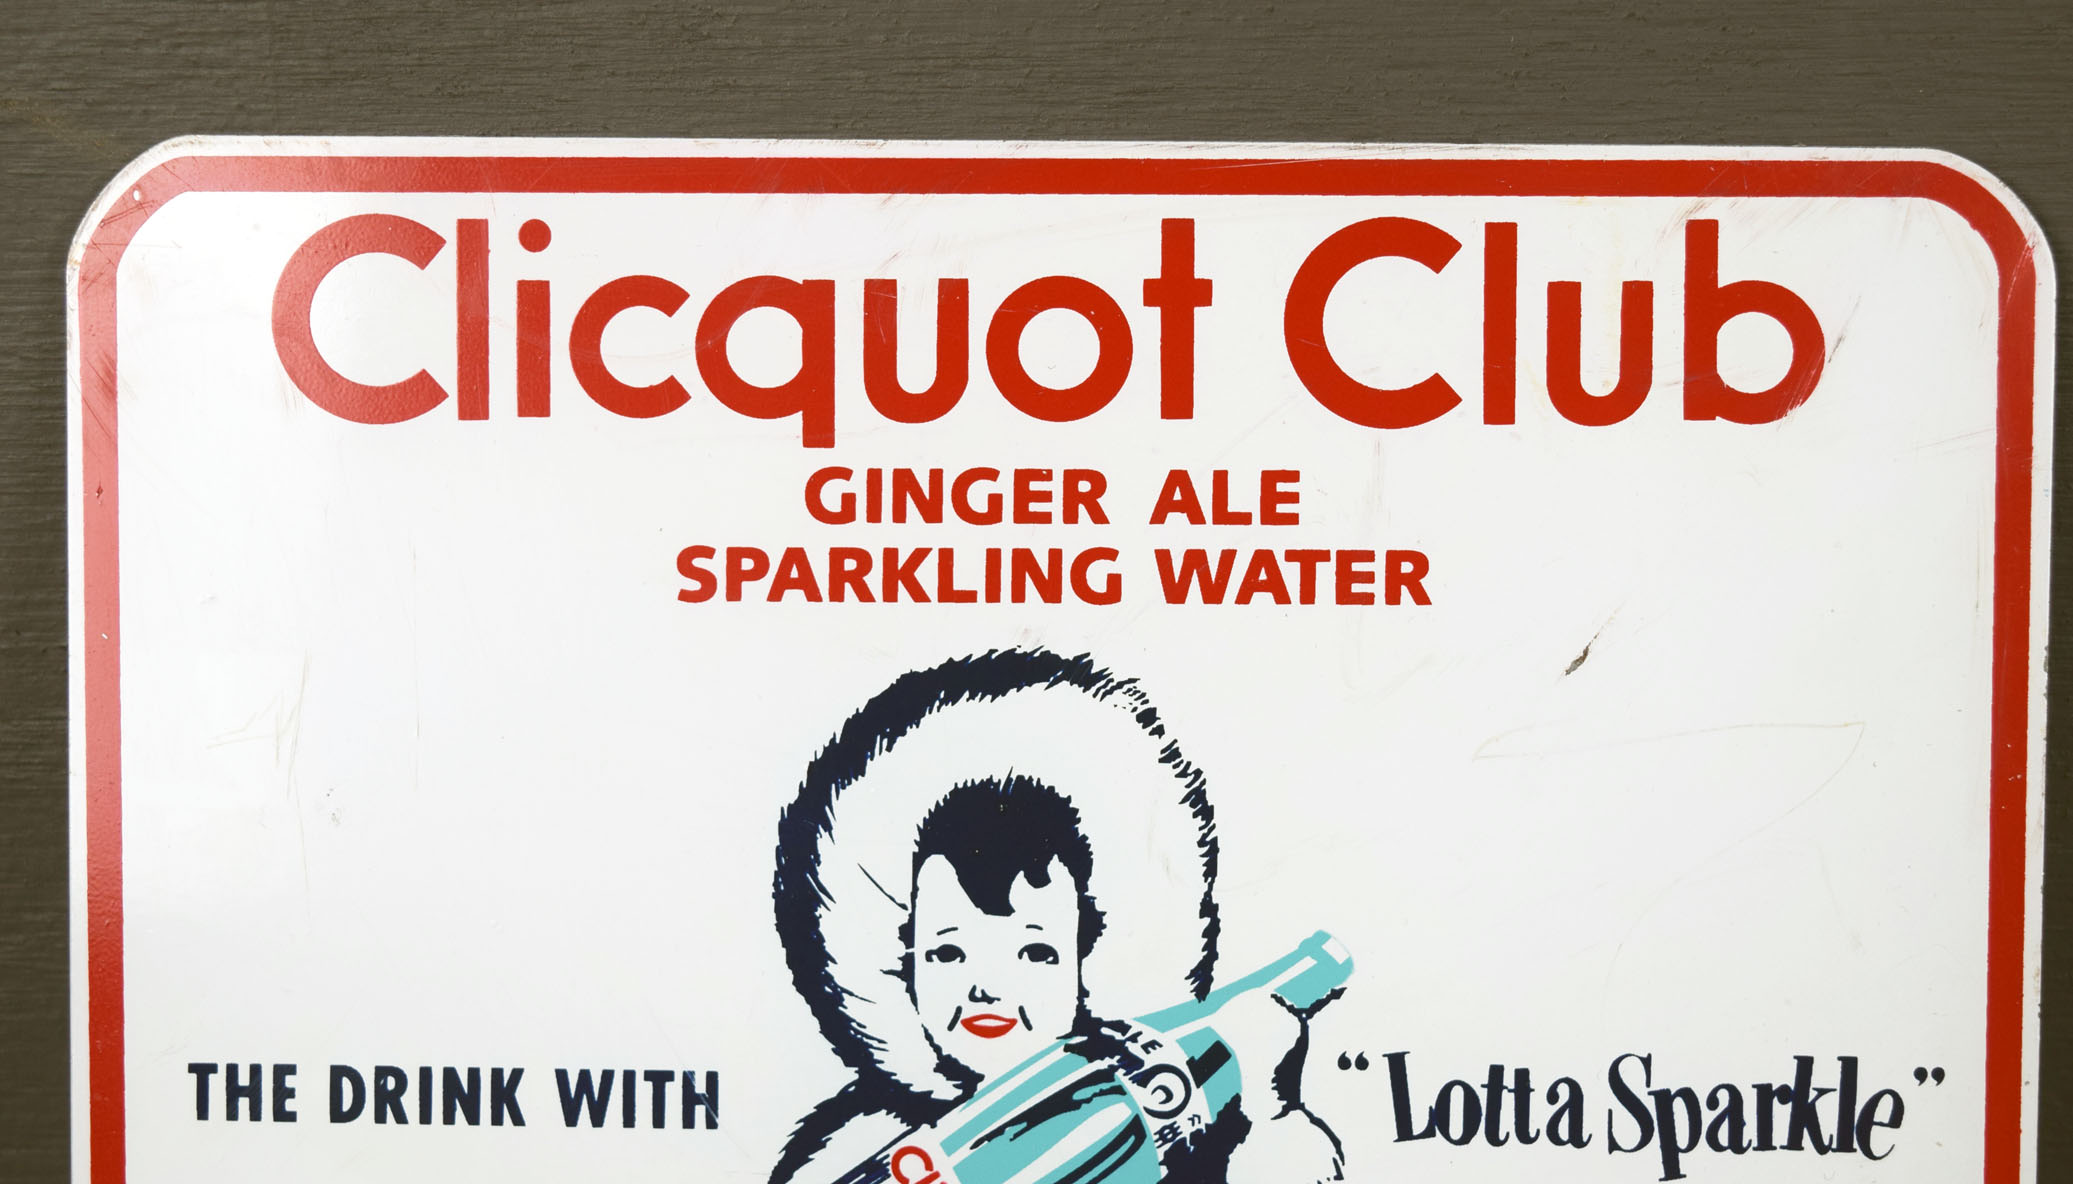 Clicquot Club
GINGER ALE
SPARKLING WATER
THE DRINK WITH “Lotta Sparkle”